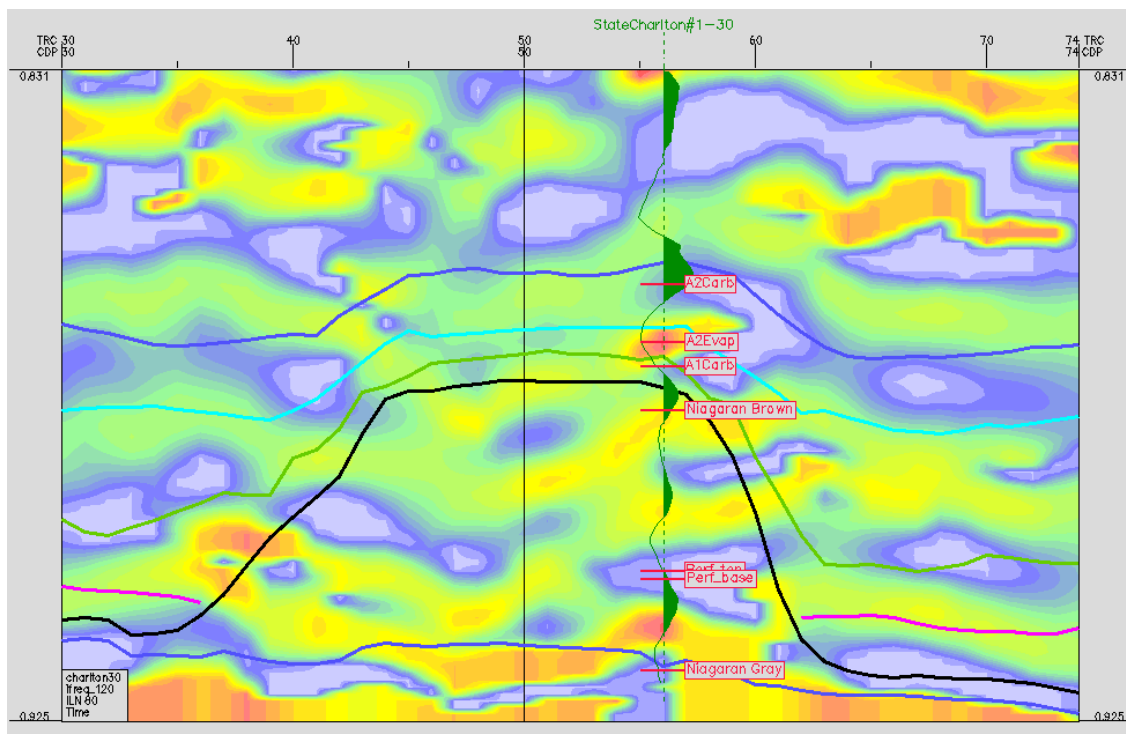 StateCharlton#1-30
TRC 30 40 50 60 70 74 TRC
CDP 30 50 74 CDP
0.831 0.831
A2Carb
A2Evap
A1Carb
Niagaran Brown
Perf_top
Perf_base
Niagaran Gray
charlton30
ifreq_120
ILN 60
Time
0.925 0.925